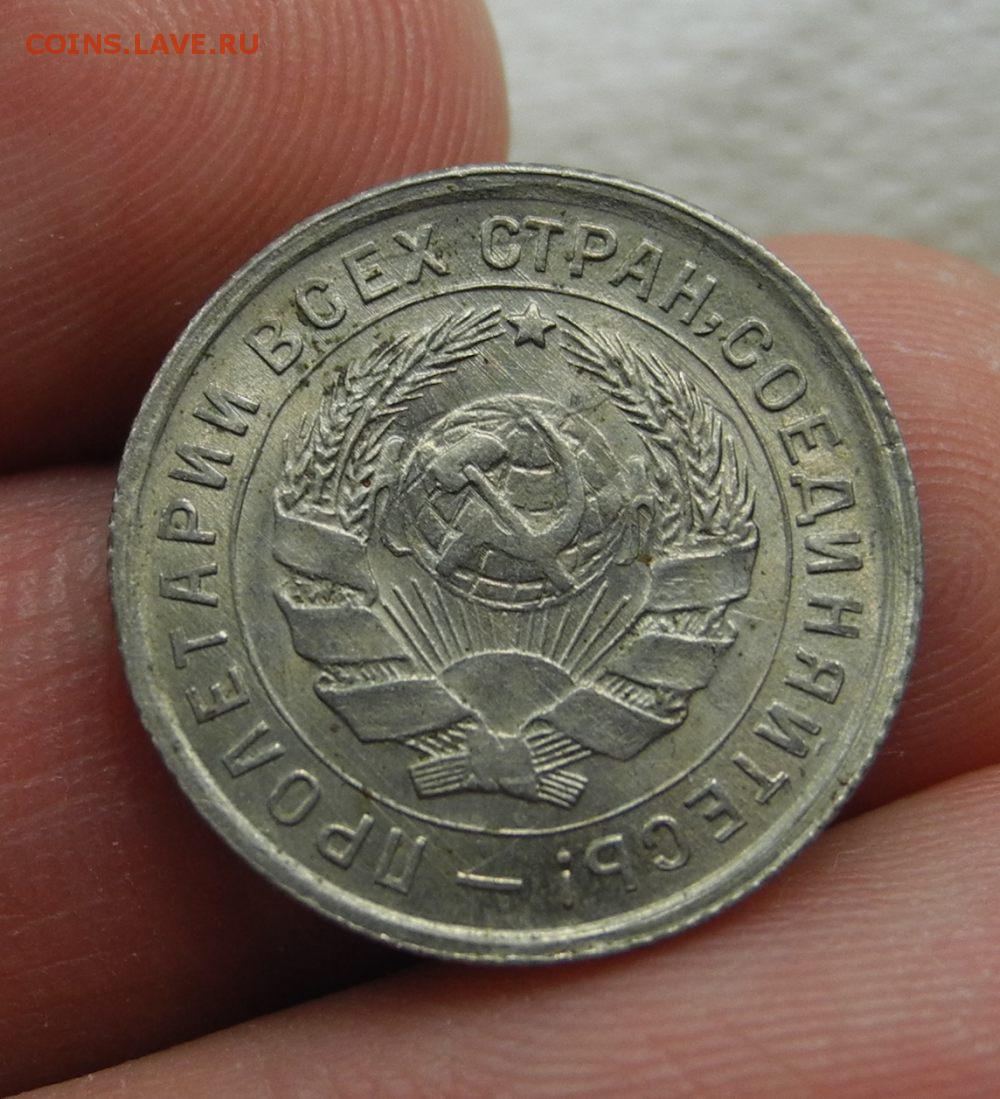 COINS.LAVE.RU
ПРОЛЕТАРИИ ВСЕХ СТРАН, СОЕДИНЯЙТЕСЬ! —